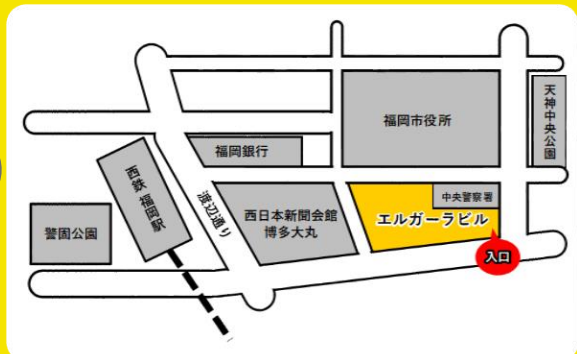 福岡市役所
天神中央公園
福岡銀行
西鉄 福岡駅
渡辺通り
中央警察署
西日本新聞会館
博多大丸
エルガーラビル
警固公園
入口